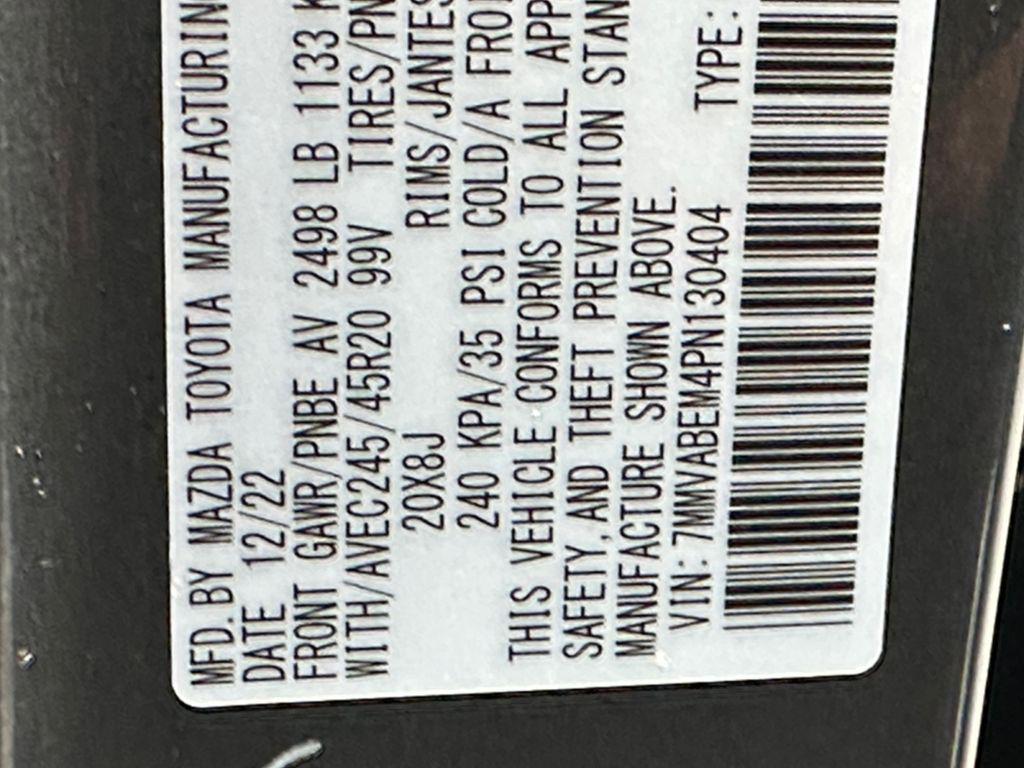 MFD.BY MAZDA TOYOTA MANUFACTURIN
DATE 12/22
FRONT GAWR/PNBE AV 2498 LB 1133 K
WITH/AVEC245/45R20 99V TIRES/PN
20X8J RIMS/JANTES
240 KPA/35 PSI COLD/A FROI
THIS VEHICLE CONFORMS TO ALL APP
SAFETY,AND THEFT PREVENTION STAN
MANUFACTURE SHOWN ABOVE.
VIN: 7MMVABEM4PN130404 TYPE: